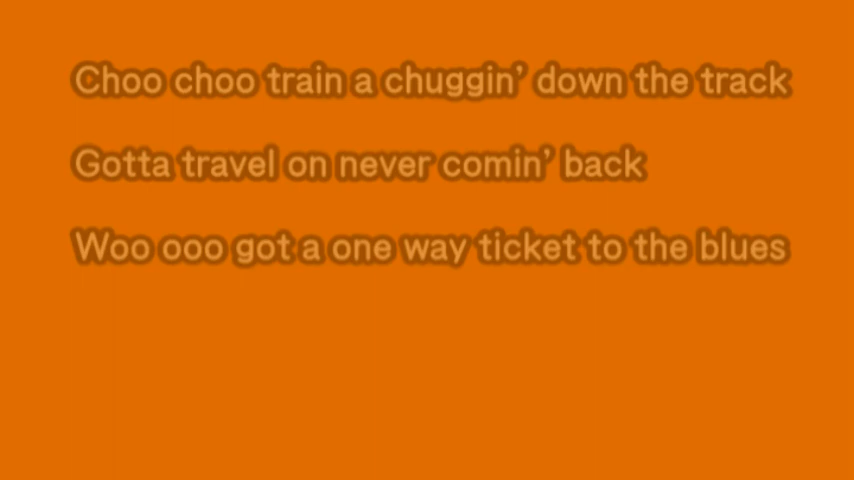 Choo choo train a chuggin’ down the track
Gotta travel on never comin’ back
Woo ooo got a one way ticket to the blues